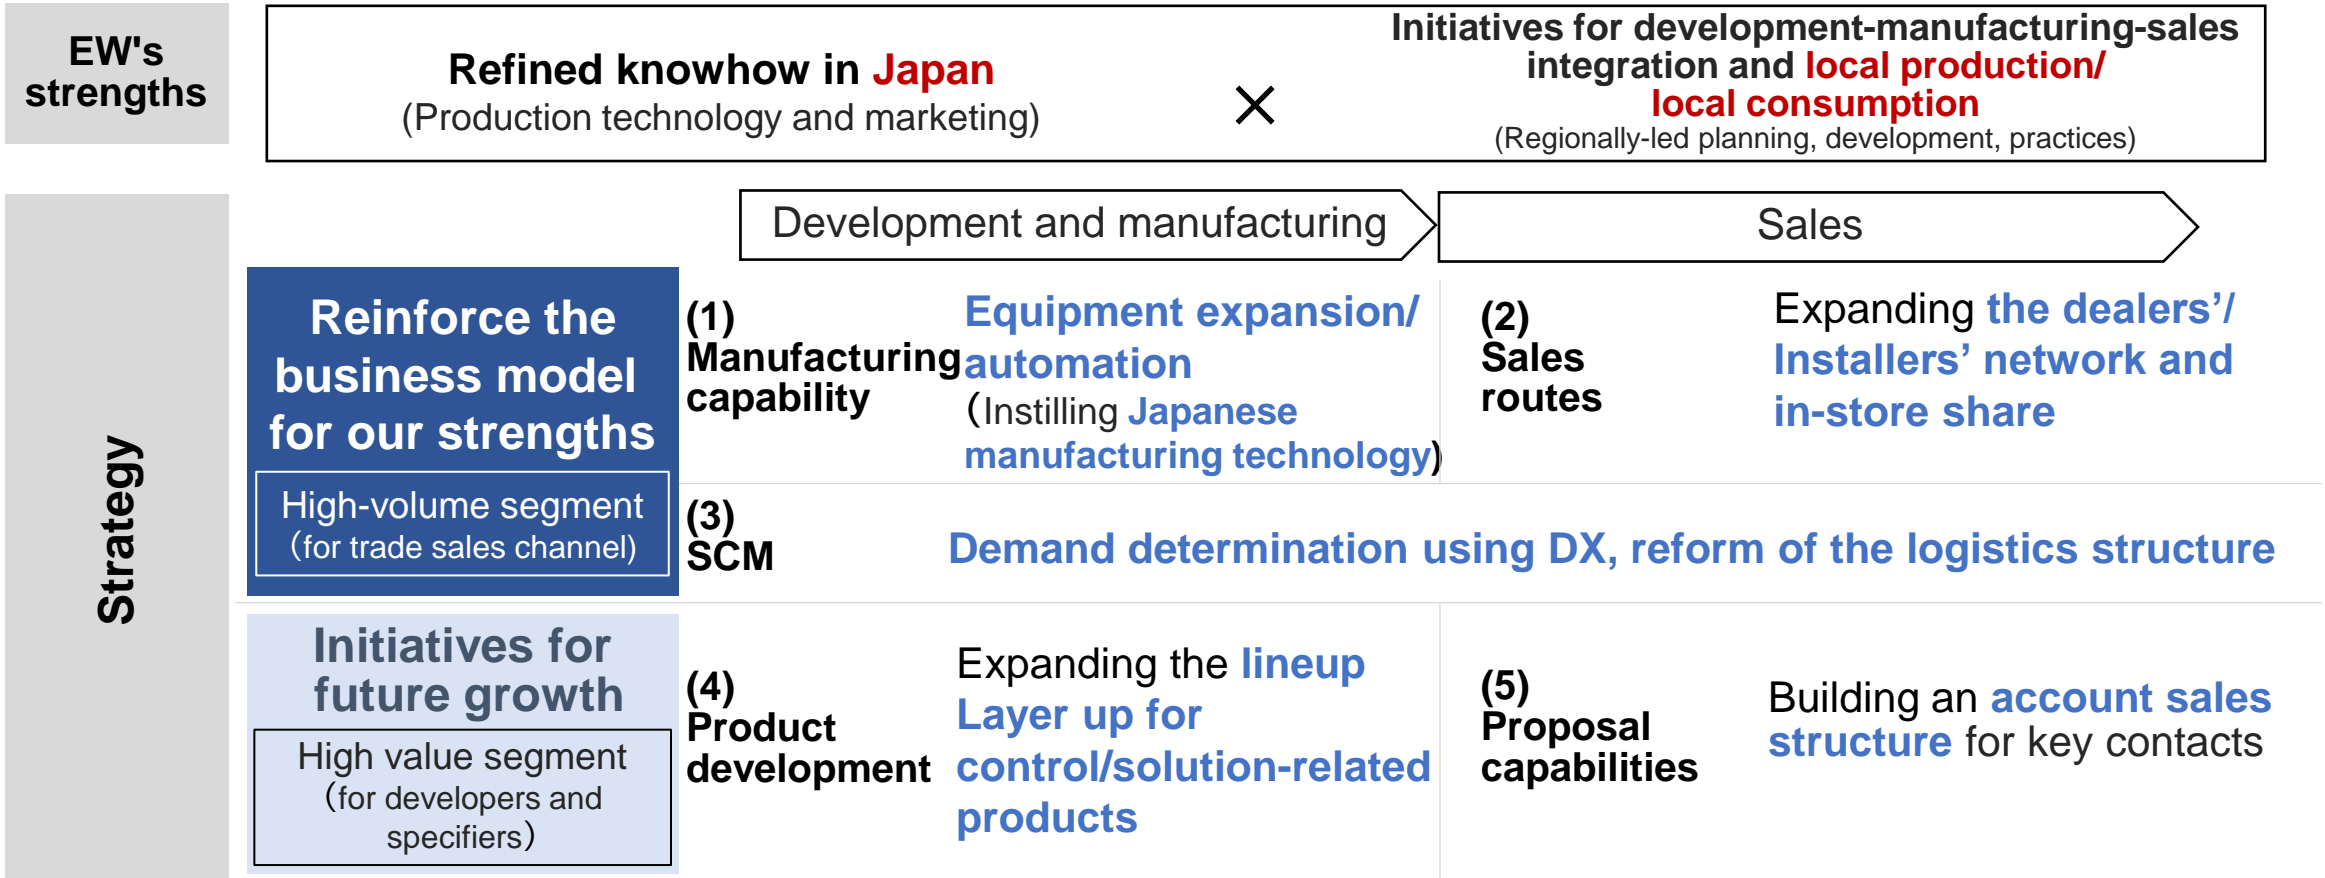 EW's
strengths
Refined knowhow in Japan
(Production technology and marketing)
×
Initiatives for development-manufacturing-sales
integration and local production/
local consumption
(Regionally-led planning, development, practices)
Strategy
Development and manufacturing
Sales
Reinforce the
business model
for our strengths
High-volume segment
(for trade sales channel)
(1)
Manufacturing
capability
Equipment expansion/
automation
(Instilling Japanese
manufacturing technology)
(2)
Sales
routes
Expanding the dealers’/
Installers’ network and
in-store share
(3)
SCM
Demand determination using DX, reform of the logistics structure
Initiatives for
future growth
High value segment
(for developers and
specifiers)
(4)
Product
development
Expanding the lineup
Layer up for
control/solution-related
products
(5)
Proposal
capabilities
Building an account sales
structure for key contacts